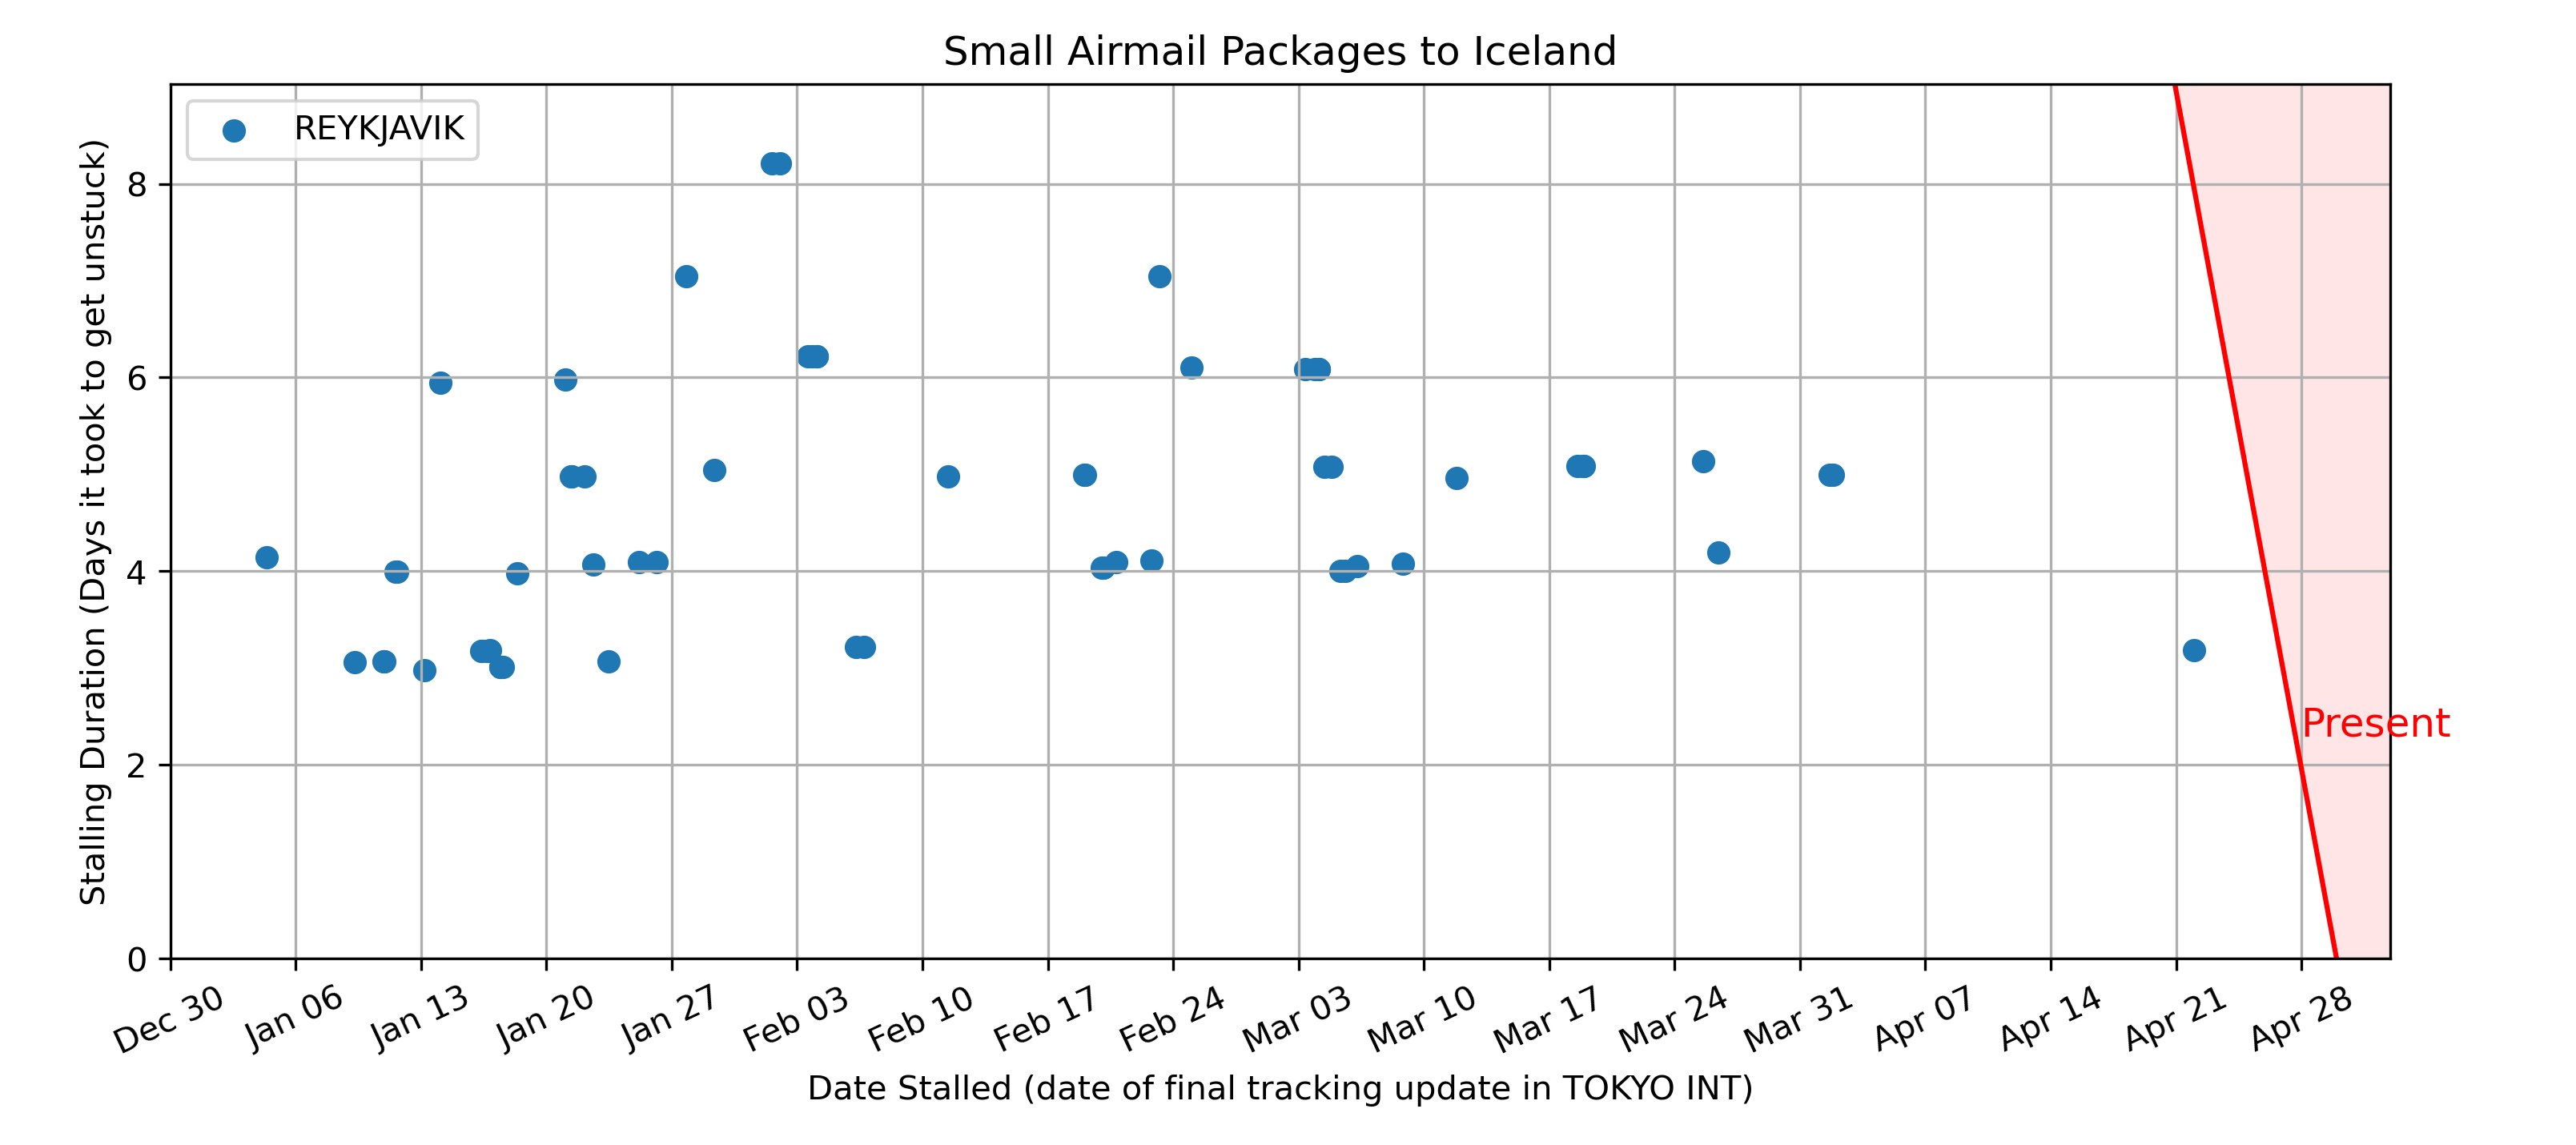 Small Airmail Packages to Iceland
REYKJAVIK
Stalling Duration (Days it took to get unstuck)
8
6
4
2
0
Present
Dec 30
Jan 06
Jan 13
Jan 20
Jan 27
Feb 03
Feb 10
Feb 17
Feb 24
Mar 03
Mar 10
Mar 17
Mar 24
Mar 31
Apr 07
Apr 14
Apr 21
Apr 28
Date Stalled (date of final tracking update in TOKYO INT)